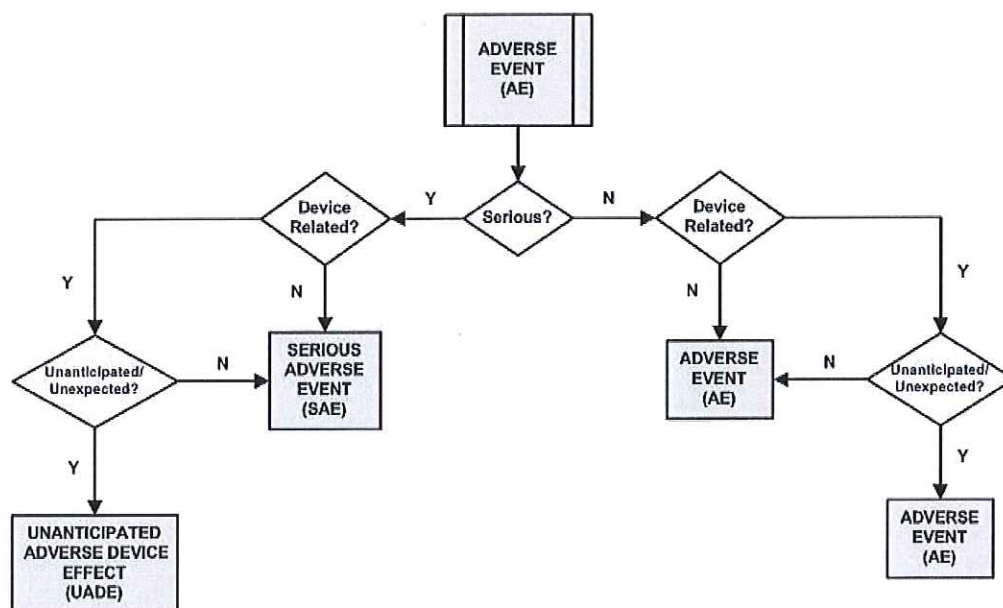 ADVERSE
EVENT
(AE)
Device
Related?
Y
Serious?
N
Device
Related?
Y
N
N
Y
Unanticipated/
Unexpected?
N
SERIOUS
ADVERSE
EVENT
(SAE)
ADVERSE
EVENT
(AE)
N
Unanticipated/
Unexpected?
Y
Y
UNANTICIPATED
ADVERSE DEVICE
EFFECT
(UADE)
ADVERSE
EVENT
(AE)